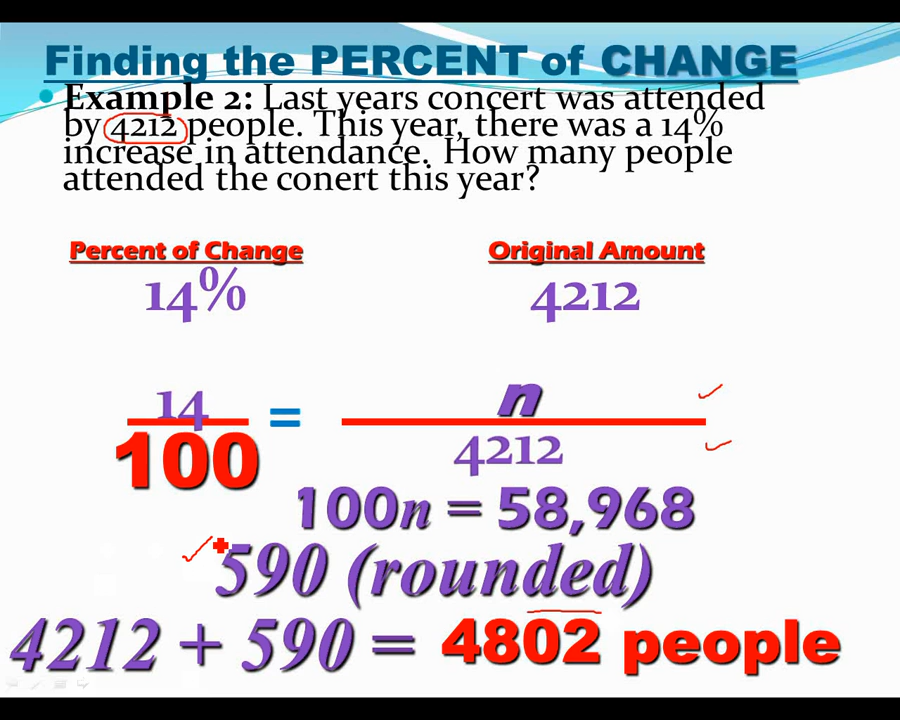 Finding the PERCENT of CHANGE
• Example 2: Last years concert was attended
by 4212 people. This year, there was a 14%
increase in attendance. How many people
attended the conert this year?
Percent of Change Original Amount
14% 4212
14 = n
100 4212
100n = 58,968
590 (rounded)
4212 + 590 = 4802 people